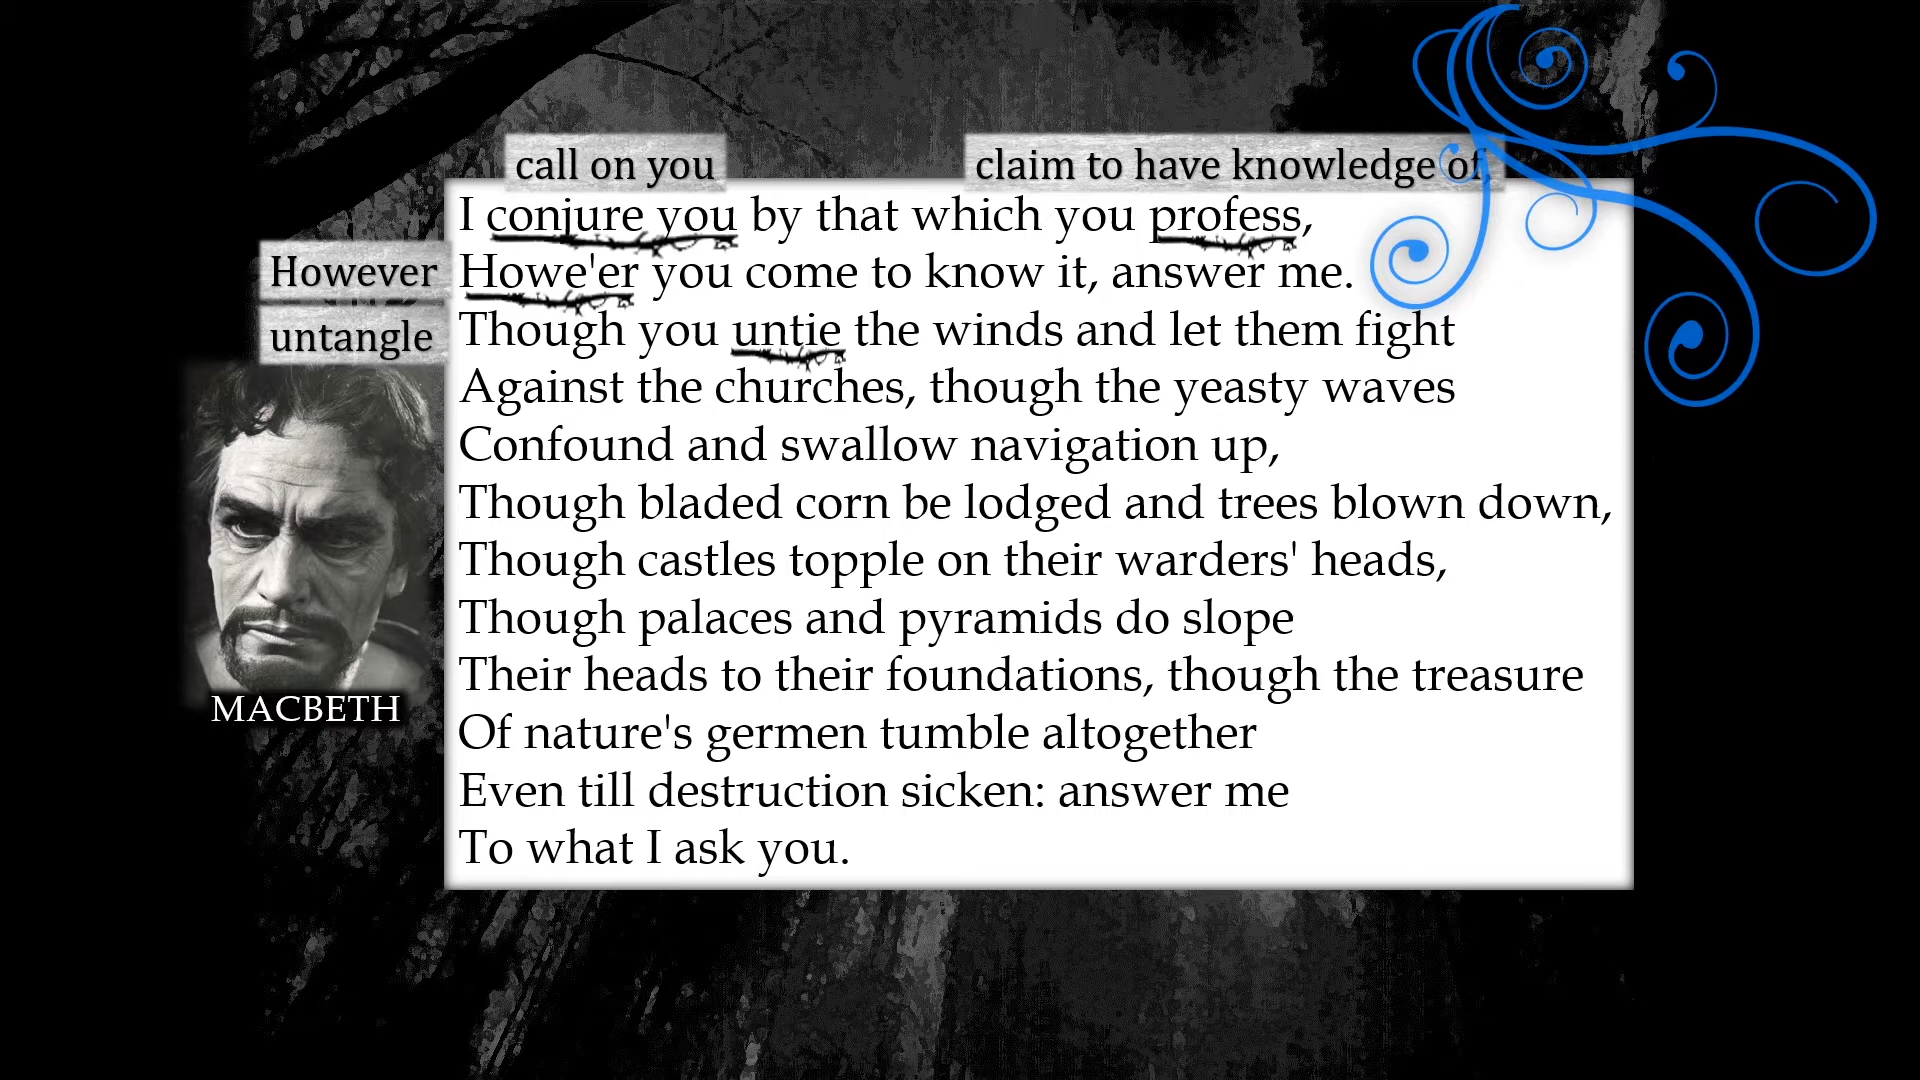 call on you claim to have knowledge of,
I conjure you by that which you profess,
However Howe'er you come to know it, answer me.
untangle Though you untie the winds and let them fight
Against the churches, though the yeasty waves
Confound and swallow navigation up,
Though bladed corn be lodged and trees blown down,
Though castles topple on their warders' heads,
Though palaces and pyramids do slope
Their heads to their foundations, though the treasure
Of nature's germen tumble altogether
Even till destruction sicken: answer me
To what I ask you.
MACBETH